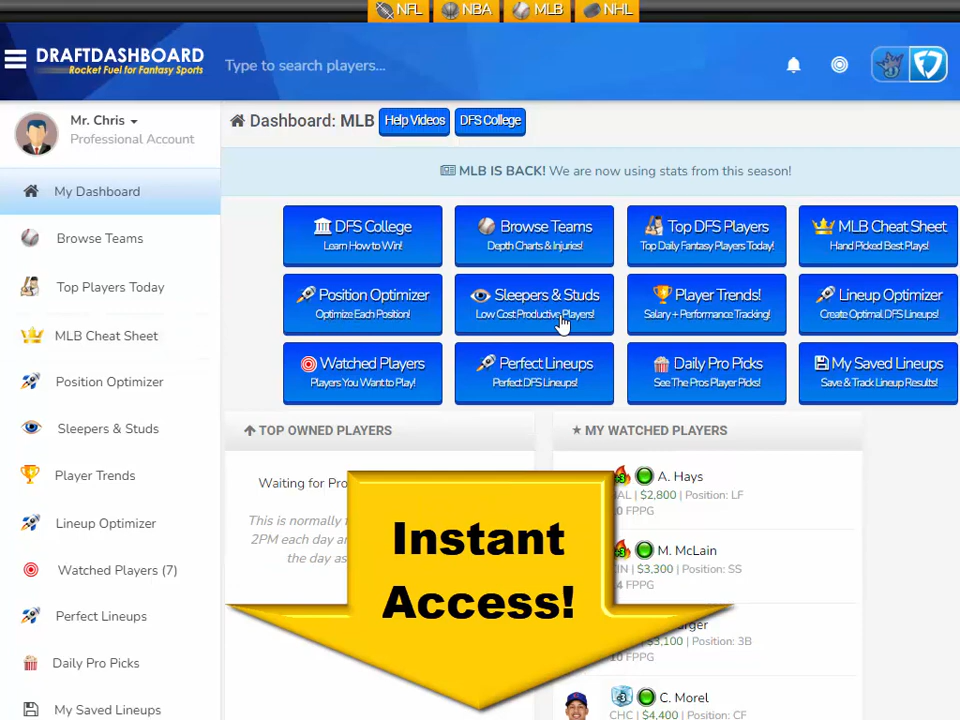 NFL NBA MLB NHL
DRAFTDASHBOARD
Rocket Fuel for Fantasy Sports
Type to search players...
Mr. Chris
Professional Account
Dashboard: MLB Help Videos DFS College
MLB IS BACK! We are now using stats from this season!
My Dashboard
Browse Teams
Top Players Today
MLB Cheat Sheet
Position Optimizer
Sleepers & Studs
Player Trends
Lineup Optimizer
Watched Players (7)
Perfect Lineups
Daily Pro Picks
My Saved Lineups
DFS College
Learn How to Win!
Browse Teams
Depth Charts & Injuries!
Top DFS Players
Top Daily Fantasy Players Today!
MLB Cheat Sheet
Hand Picked Best Plays!
Position Optimizer
Optimize Each Position!
Sleepers & Studs
Low Cost Productive Players!
Player Trends!
Salary + Performance Tracking!
Lineup Optimizer
Create Optimal DFS Lineups!
Watched Players
Players You Want to Play!
Perfect Lineups
Perfect DFS Lineups!
Daily Pro Picks
See The Pros Player Picks!
My Saved Lineups
Save & Track Lineup Results!
TOP OWNED PLAYERS
Waiting for
This is normally
2PM each day
the day
MY WATCHED PLAYERS
A. Hays
$2,800 | Position: LF
FPPG
M. McLain
$3,300 | Position: SS
FPPG
Position: 3B
FPPG
C. Morel
CHC | $4,400 | Position: CF
Instant
Access!